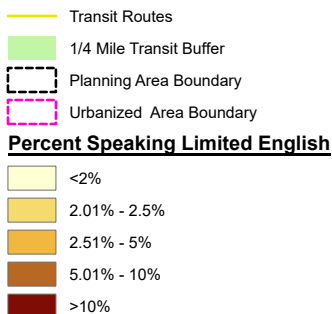 Transit Routes
1/4 Mile Transit Buffer
Planning Area Boundary
Urbanized Area Boundary
Percent Speaking Limited English
<2%
2.01% - 2.5%
2.51% - 5%
5.01% - 10%
>10%